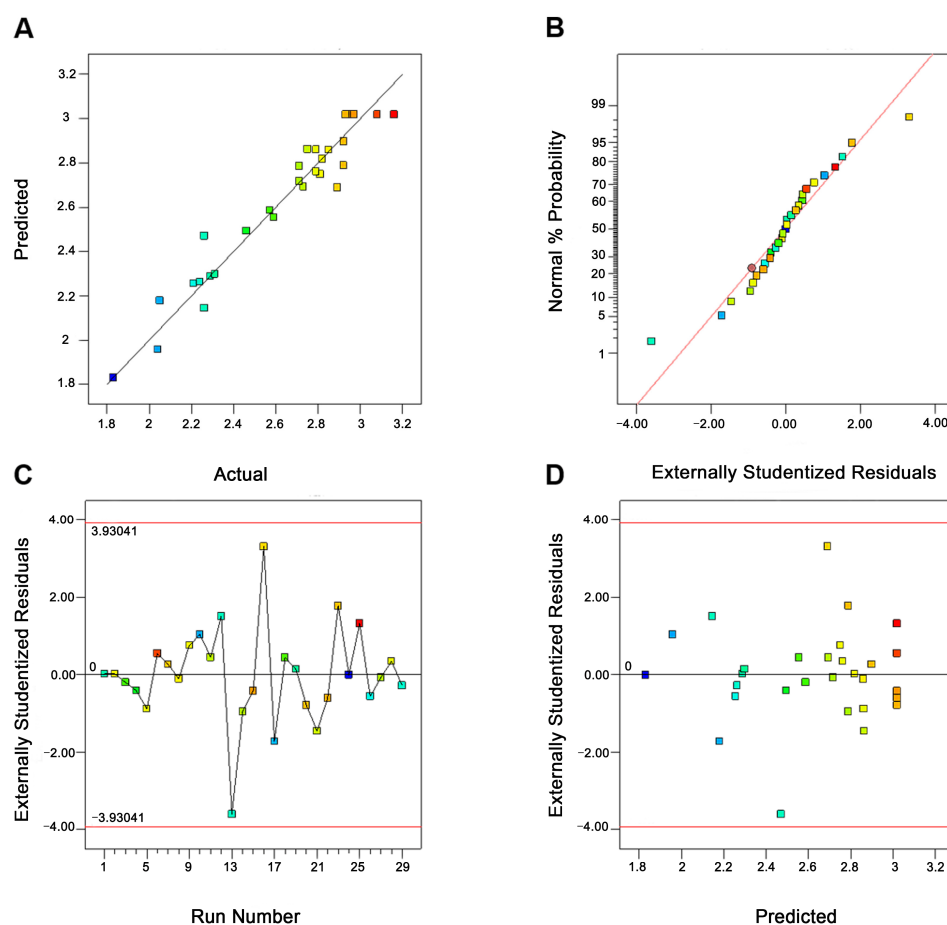 A
Predicted
3.2
3
2.8
2.6
2.4
2.2
2
1.8
1.8 2 2.2 2.4 2.6 2.8 3 3.2
Actual
B
Normal % Probability
99
95
80
70
60
50
30
20
10
5
1
−4.00 −2.00 0.00 2.00 4.00
Externally Studentized Residuals
C
Externally Studentized Residuals
4.00
3.93041
2.00
0
0.00
−2.00
−3.93041
−4.00
1 5 9 13 17 21 25 29
Run Number
D
Externally Studentized Residuals
4.00
2.00
0
0.00
−2.00
−4.00
1.8 2 2.2 2.4 2.6 2.8 3 3.2
Predicted